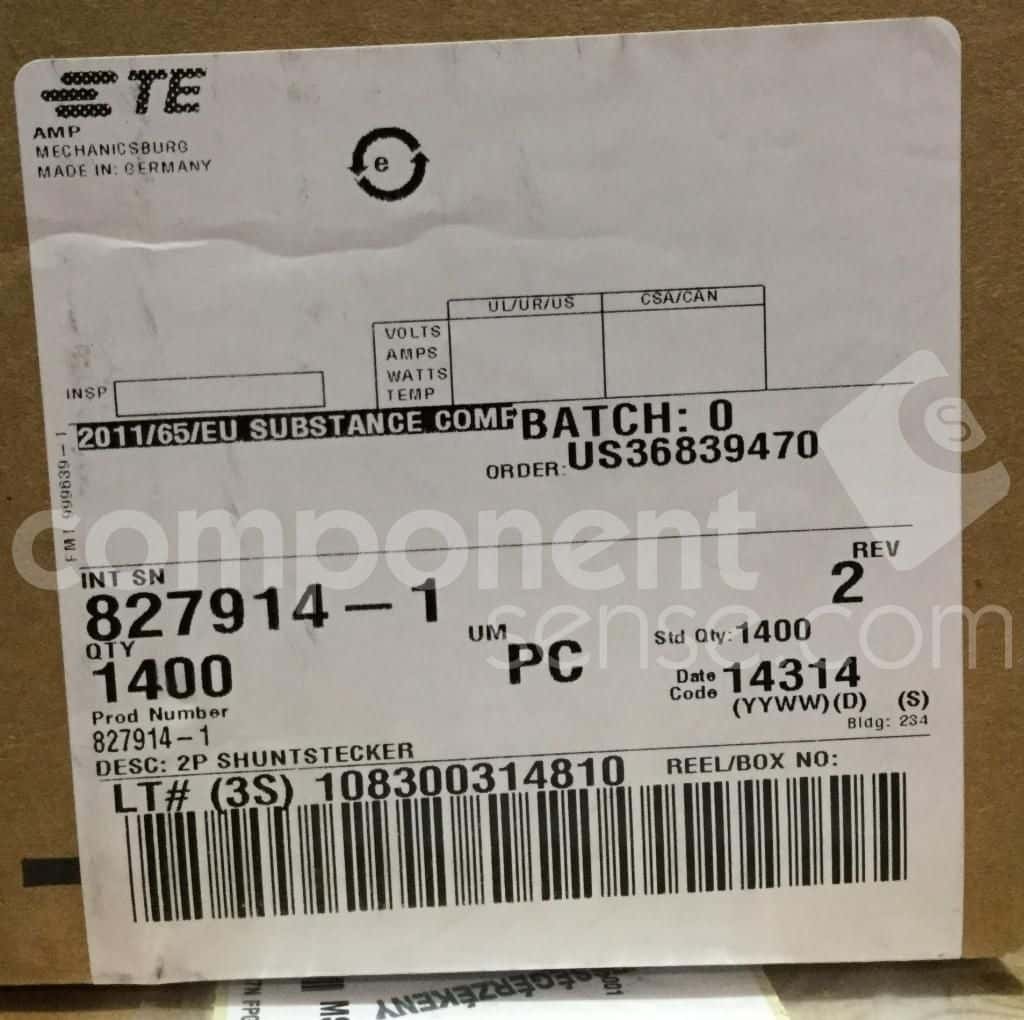 TE
AMP
MECHANICSBURG
MADE IN: GERMANY
e
UL/UR/US CSA/CAN
VOLTS
AMPS
WATTS
TEMP
INSP
2011/65/EU SUBSTANCE COMP
BATCH: 0
ORDER: US36839470
FMT 999639-1
component
sense.com
INT SN
827914-1
REV
2
QTY
1400
UM
PC
Std Qty: 1400
Date Code 14314
(YYWW)(D) (S)
Bldg: 234
Prod Number
827914-1
DESC: 2P SHUNTSTECKER
LT# (3S) 108300314810
REEL/BOX NO: